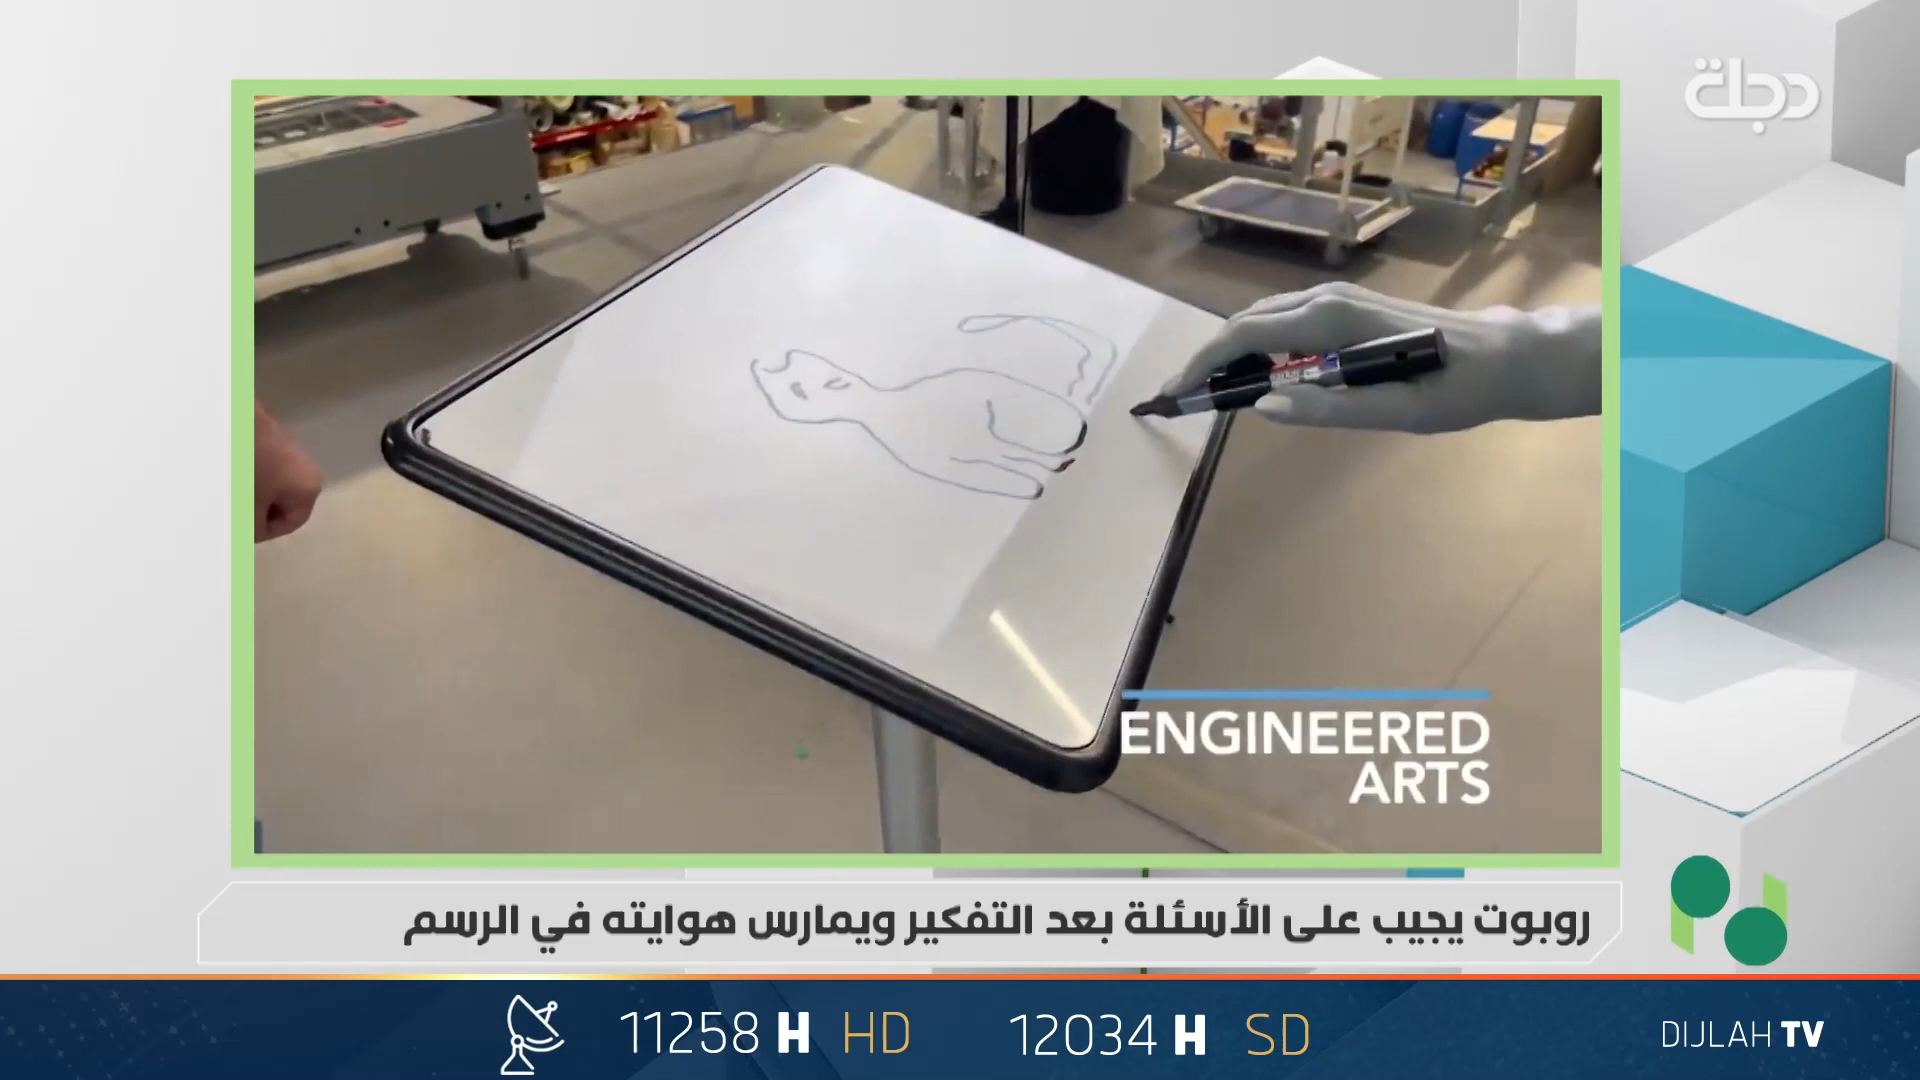 دجلة
ENGINEERED
ARTS
روبوت يجيب على الأسئلة بعد التفكير ويمارس هوايته في الرسم
11258 H HD 12034 H SD DIJLAH TV